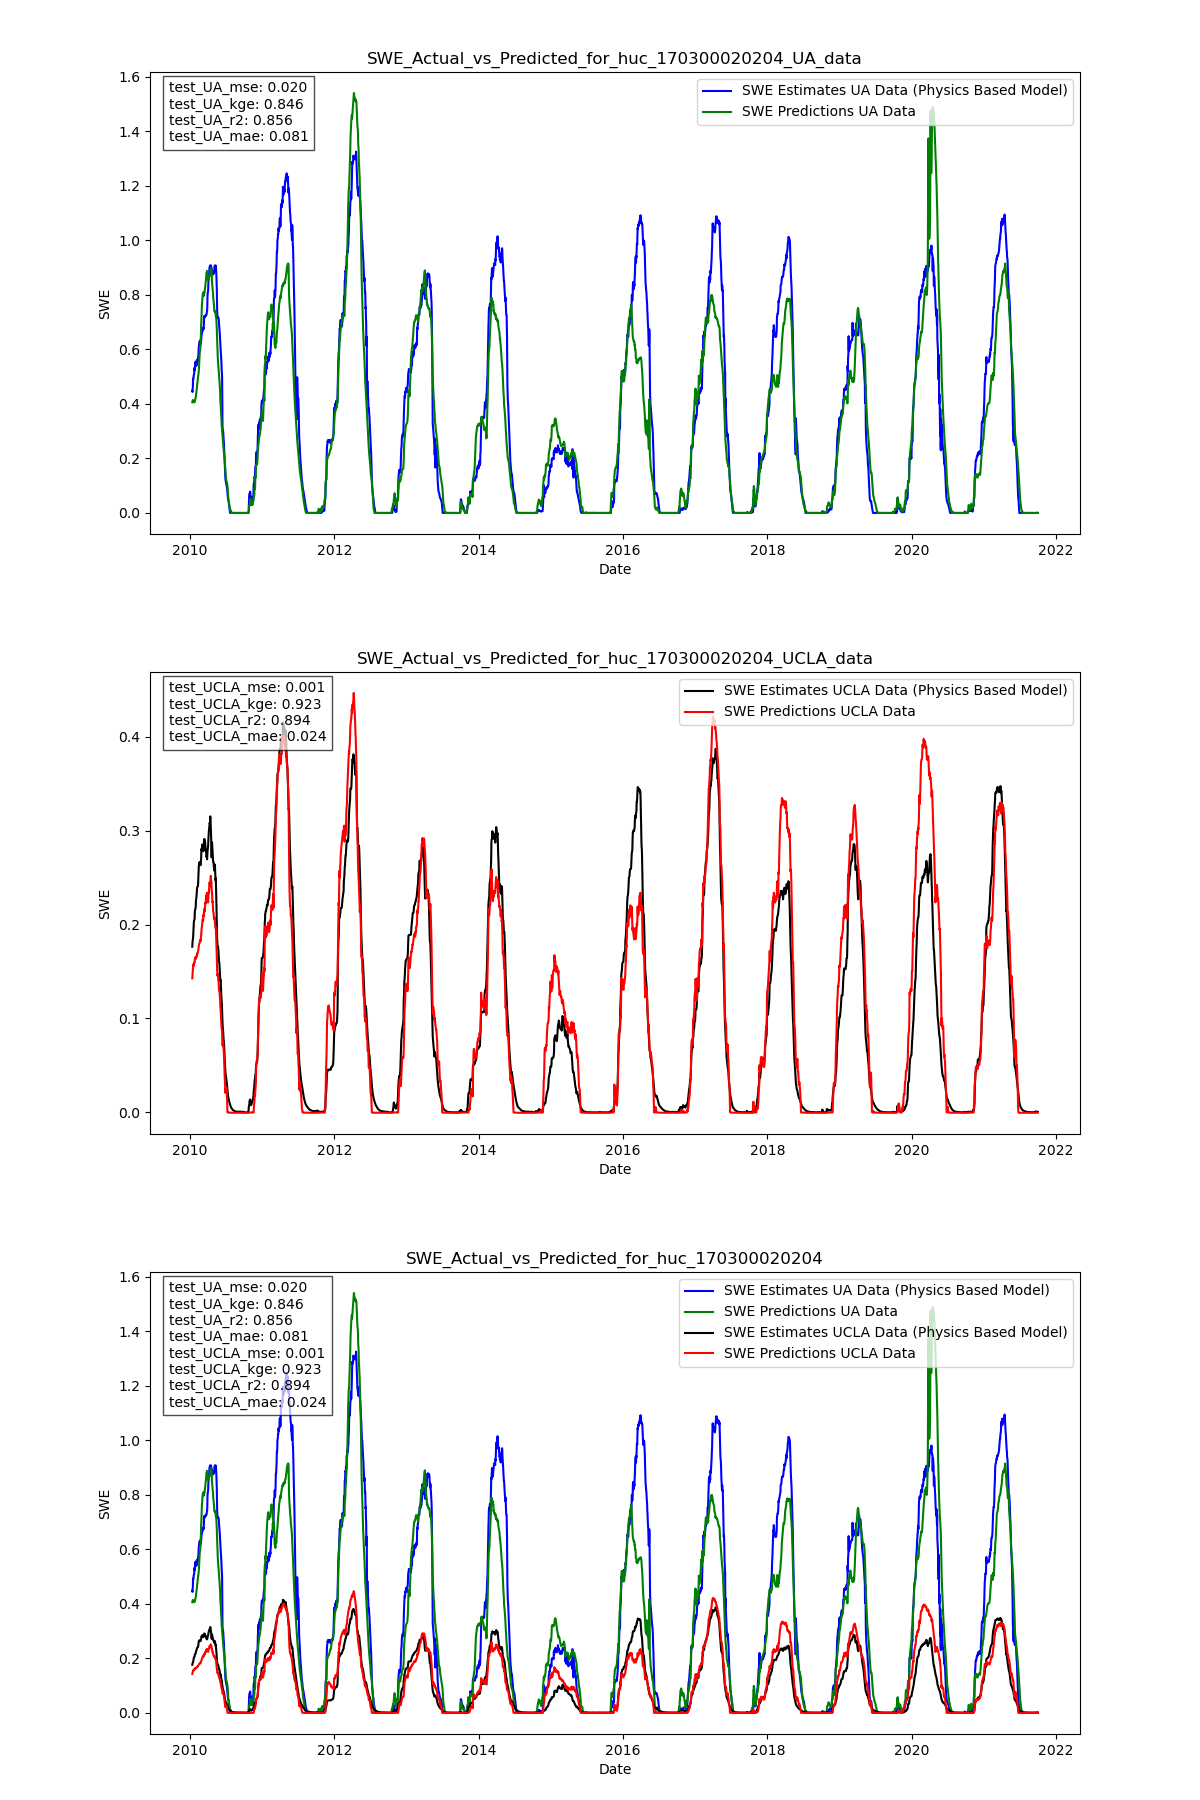 SWE_Actual_vs_Predicted_for_huc_170300020204_UA_data
test_UA_mse: 0.020
test_UA_kge: 0.846
test_UA_r2: 0.856
test_UA_mae: 0.081
SWE Estimates UA Data (Physics Based Model)
SWE Predictions UA Data
1.6
1.4
1.2
1.0
0.8
0.6
0.4
0.2
0.0
SWE
2010 2012 2014 2016 2018 2020 2022
Date
SWE_Actual_vs_Predicted_for_huc_170300020204_UCLA_data
test_UCLA_mse: 0.001
test_UCLA_kge: 0.923
test_UCLA_r2: 0.894
test_UCLA_mae: 0.024
SWE Estimates UCLA Data (Physics Based Model)
SWE Predictions UCLA Data
0.4
0.3
0.2
0.1
0.0
SWE
2010 2012 2014 2016 2018 2020 2022
Date
SWE_Actual_vs_Predicted_for_huc_170300020204
test_UA_mse: 0.020
test_UA_kge: 0.846
test_UA_r2: 0.856
test_UA_mae: 0.081
test_UCLA_mse: 0.001
test_UCLA_kge: 0.923
test_UCLA_r2: 0.894
test_UCLA_mae: 0.024
SWE Estimates UA Data (Physics Based Model)
SWE Predictions UA Data
SWE Estimates UCLA Data (Physics Based Model)
SWE Predictions UCLA Data
1.6
1.4
1.2
1.0
0.8
0.6
0.4
0.2
0.0
SWE
2010 2012 2014 2016 2018 2020 2022
Date